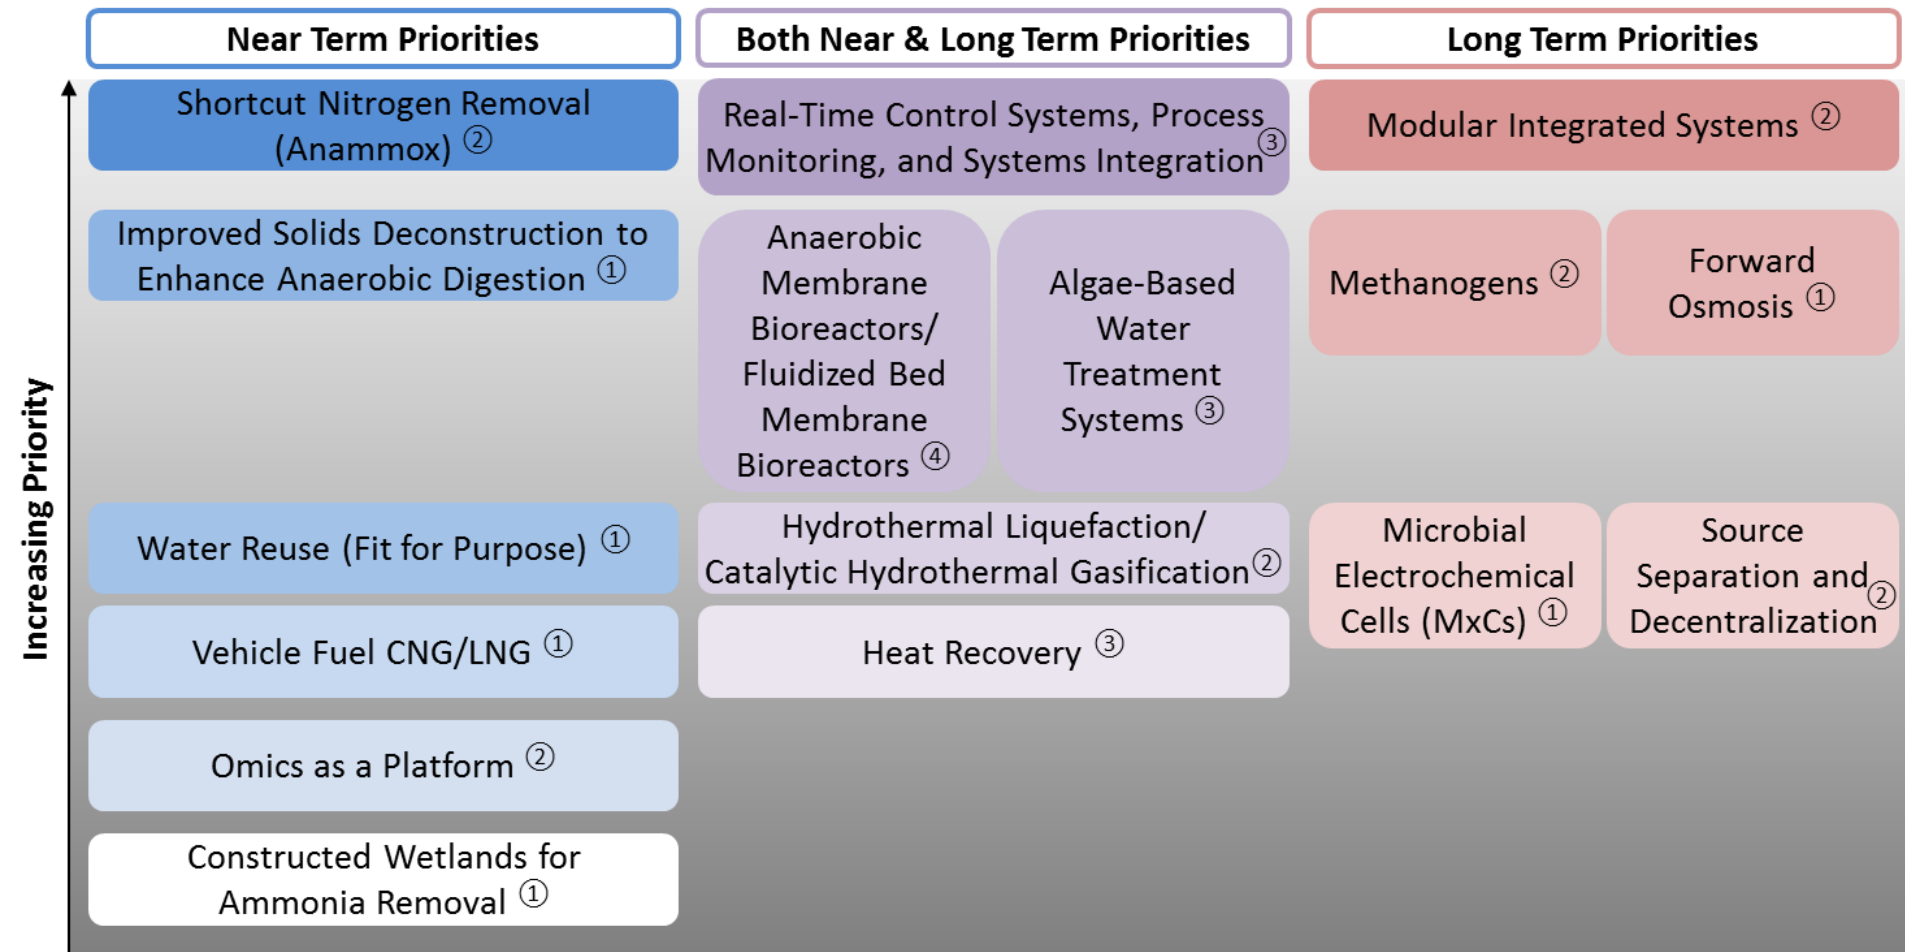 Near Term Priorities
Both Near & Long Term Priorities
Long Term Priorities
Increasing Priority
Shortcut Nitrogen Removal
(Anammox) ②
Improved Solids Deconstruction to
Enhance Anaerobic Digestion ①
Water Reuse (Fit for Purpose) ①
Vehicle Fuel CNG/LNG ①
Omics as a Platform ②
Constructed Wetlands for
Ammonia Removal ①
Real-Time Control Systems, Process
Monitoring, and Systems Integration ③
Anaerobic
Membrane
Bioreactors/
Fluidized Bed
Membrane
Bioreactors ④
Algae-Based
Water
Treatment
Systems ③
Hydrothermal Liquefaction/
Catalytic Hydrothermal Gasification ②
Heat Recovery ③
Modular Integrated Systems ②
Methanogens ②
Forward
Osmosis ①
Microbial
Electrochemical
Cells (MxCs) ①
Source
Separation and
Decentralization ②